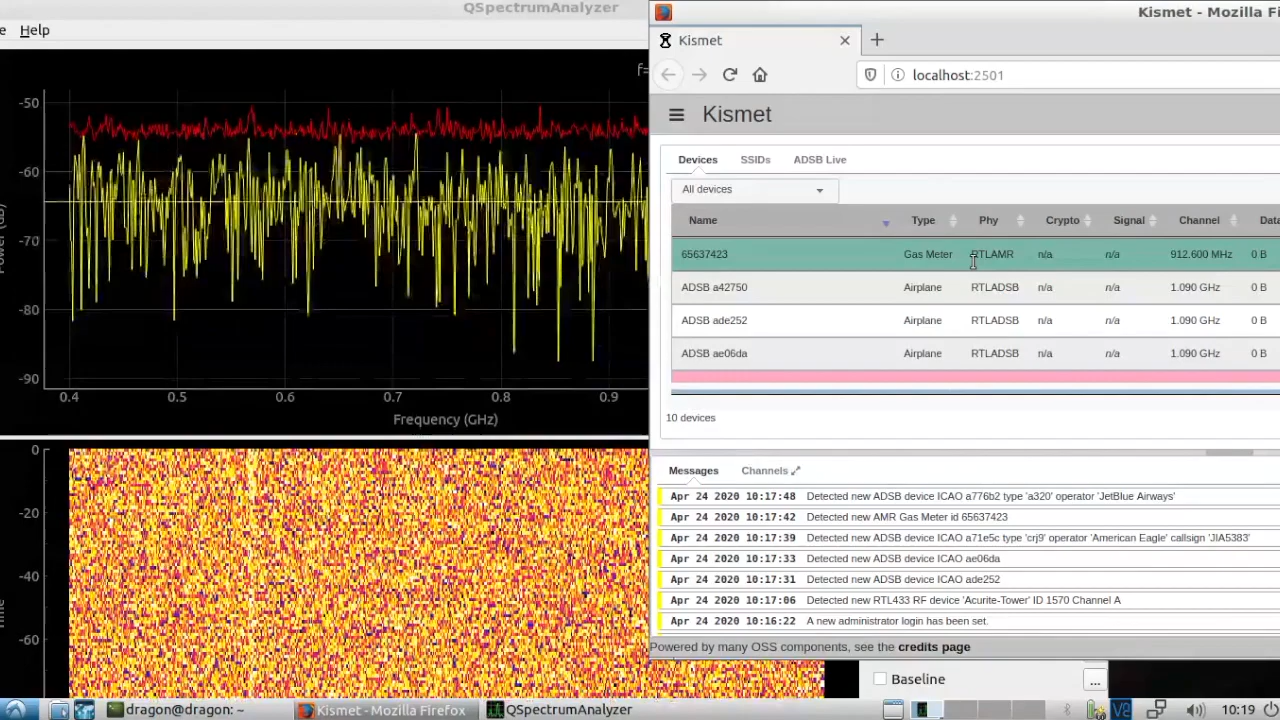 QSpectrumAnalyzer
e Help
f=
-50
-60
-70
-80
-90
0.4 0.5 0.6 0.7 0.8 0.9
Frequency (GHz)
0
-20
-40
-60
Kismet - Mozilla Fi
Kismet
localhost:2501
Kismet
Devices SSIDs ADSB Live
All devices
Name Type Phy Crypto Signal Channel Data
65637423 Gas Meter RTLAMR n/a n/a 912.600 MHz 0 B
ADSB a42750 Airplane RTLADSB n/a n/a 1.090 GHz 0 B
ADSB ade252 Airplane RTLADSB n/a n/a 1.090 GHz 0 B
ADSB ae06da Airplane RTLADSB n/a n/a 1.090 GHz 0 B
10 devices
Messages Channels
Apr 24 2020 10:17:48 Detected new ADSB device ICAO a776b2 type 'a320' operator 'JetBlue Airways'
Apr 24 2020 10:17:42 Detected new AMR Gas Meter id 65637423
Apr 24 2020 10:17:39 Detected new ADSB device ICAO a71e5c type 'crj9' operator 'American Eagle' callsign 'JIA5383'
Apr 24 2020 10:17:33 Detected new ADSB device ICAO ae06da
Apr 24 2020 10:17:31 Detected new ADSB device ICAO ade252
Apr 24 2020 10:17:06 Detected new RTL433 RF device 'Acurite-Tower' ID 1570 Channel A
Apr 24 2020 10:16:22 A new administrator login has been set.
Powered by many OSS components, see the credits page
Baseline ...
dragon@dragon: ~ Kismet - Mozilla Firefox QSpectrumAnalyzer 10:19